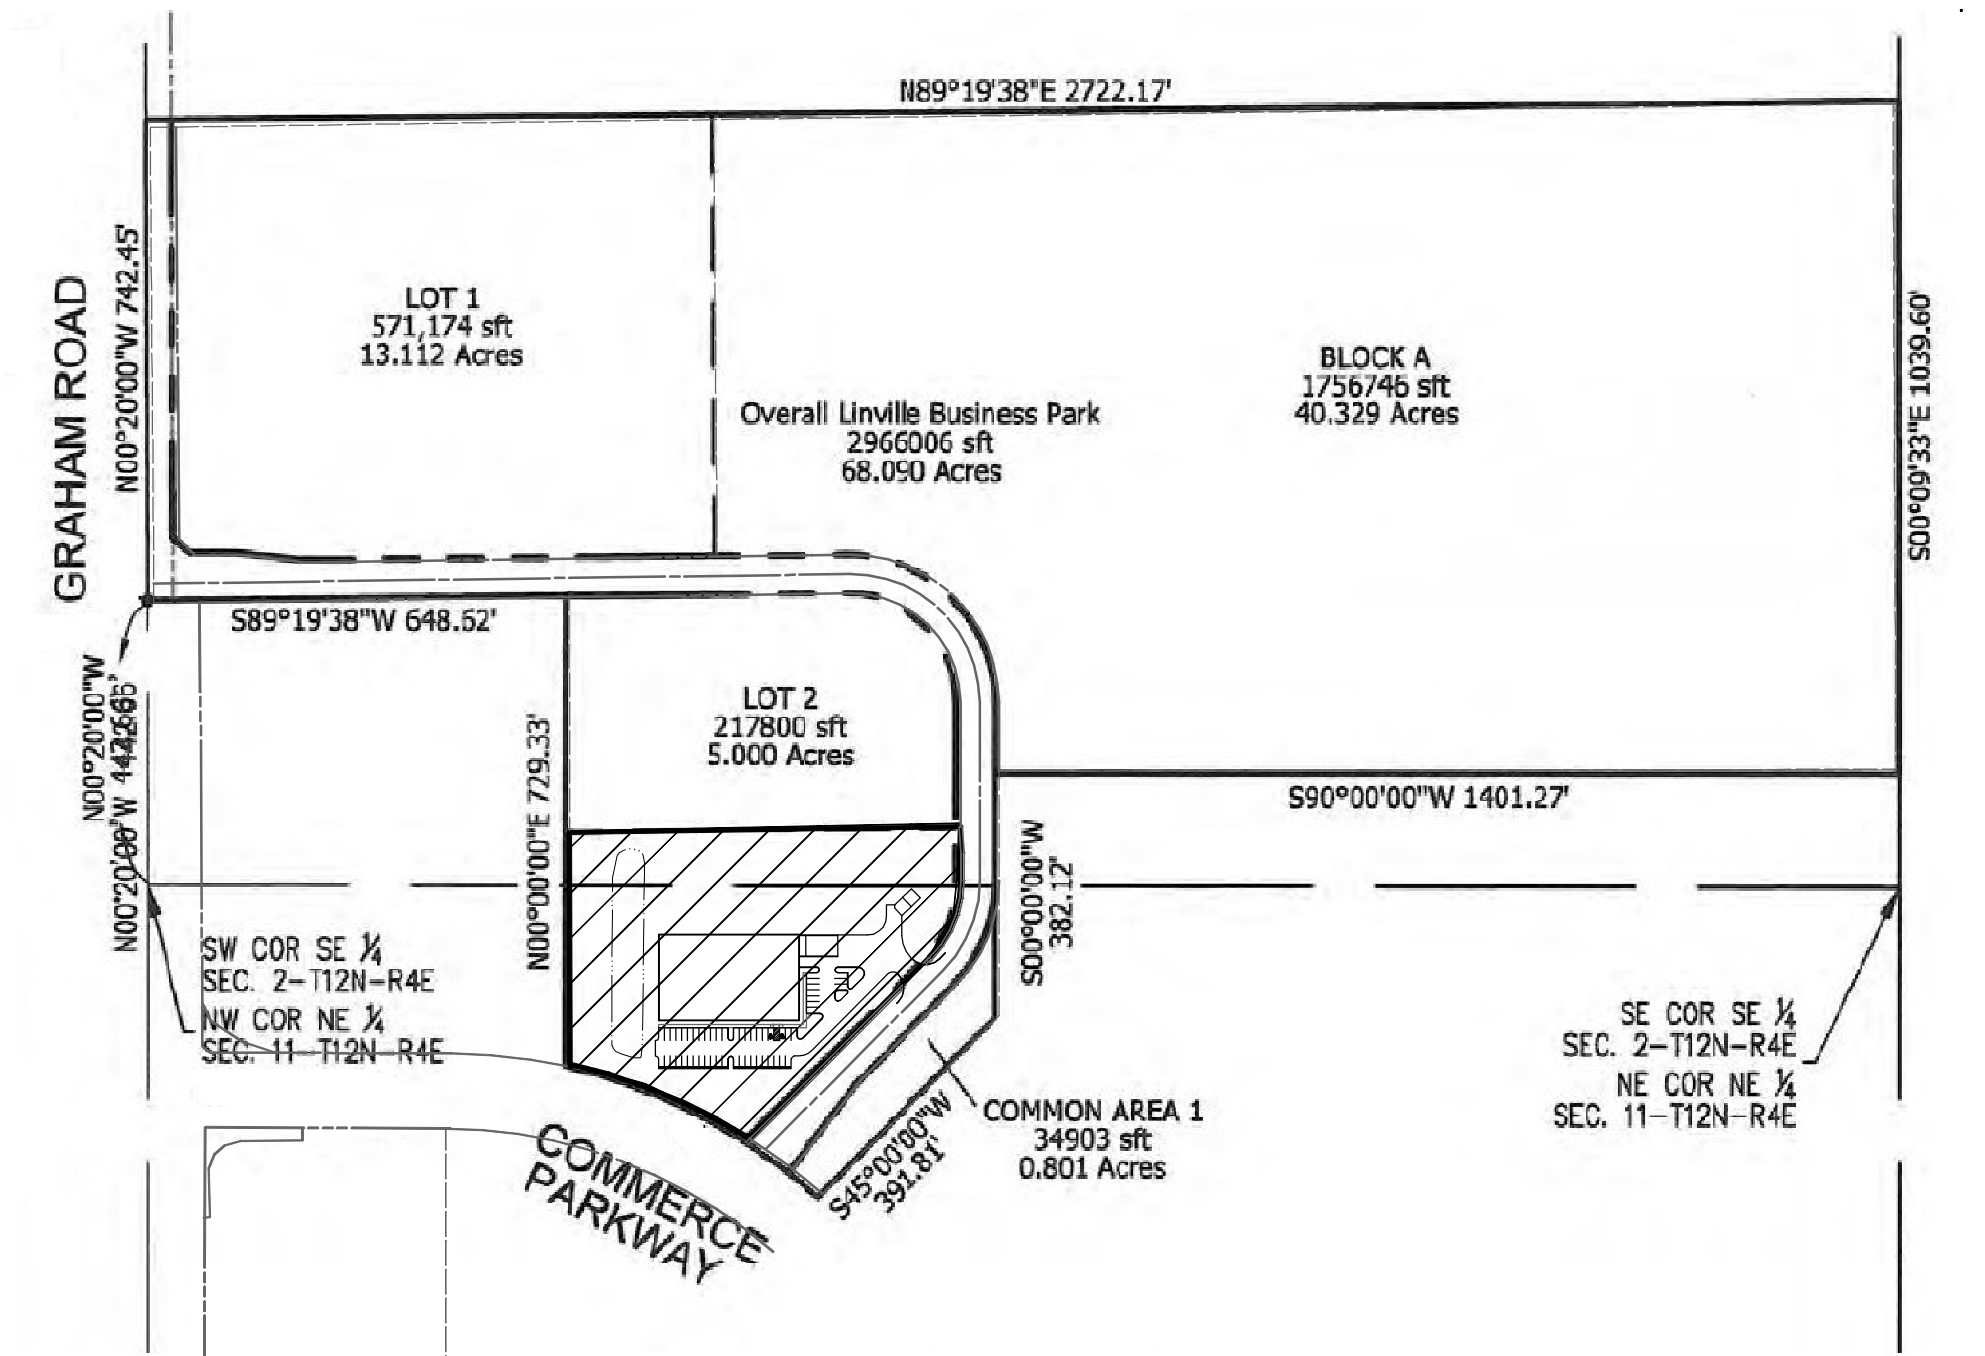 N89°19'38"E 2722.17'
GRAHAM ROAD
N00°20'00"W 742.45'
LOT 1
571,174 sft
13.112 Acres
Overall Linville Business Park
2966006 sft
68.090 Acres
BLOCK A
1756746 sft
40.329 Acres
S00°09'33"E 1039.60'
S89°19'38"W 648.62'
N00°20'00"W
N00°20'00"W
LOT 2
217800 sft
5.000 Acres
N00°00'00"E 729.33'
S90°00'00"W 1401.27'
S00°00'00"W
382.12'
SW COR SE ¼
SEC. 2-T12N-R4E
NW COR NE ¼
SEC. 11-T12N-R4E
SE COR SE ¼
SEC. 2-T12N-R4E
NE COR NE ¼
SEC. 11-T12N-R4E
COMMON AREA 1
34903 sft
0.801 Acres
S45°00'00"W
391.81'
COMMERCE
PARKWAY